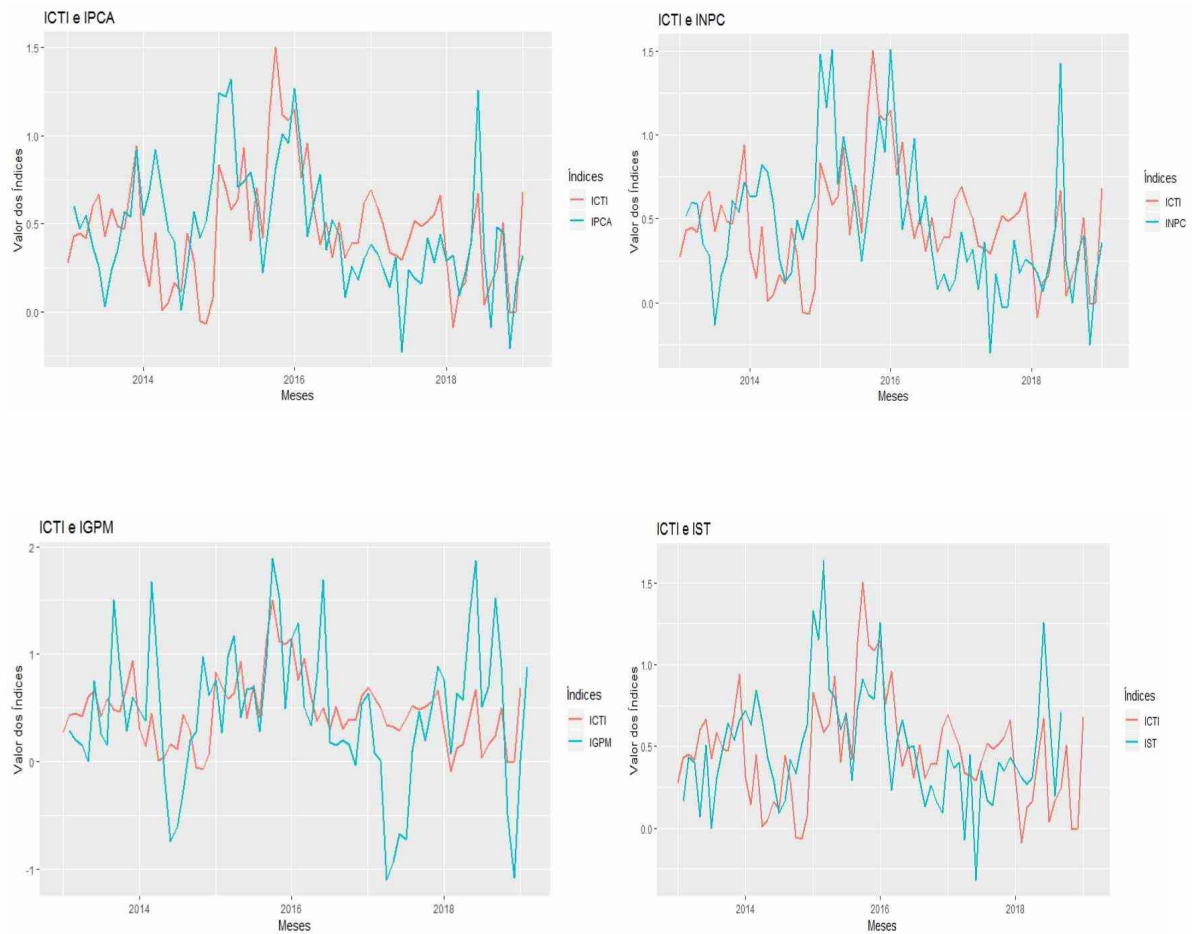 ICTI e IPCA
1.5
1.0
0.5
0.0
Valor dos Índices
2014
2016
2018
Meses
Índices
ICTI
IPCA
ICTI e INPC
1.5
1.0
0.5
0.0
Valor dos Índices
2014
2016
2018
Meses
Índices
ICTI
INPC
ICTI e IGPM
2
1
0
-1
Valor dos Índices
2014
2016
2018
Meses
Índices
ICTI
IGPM
ICTI e IST
1.5
1.0
0.5
0.0
Valor dos Índices
2014
2016
2018
Meses
Índices
ICTI
IST